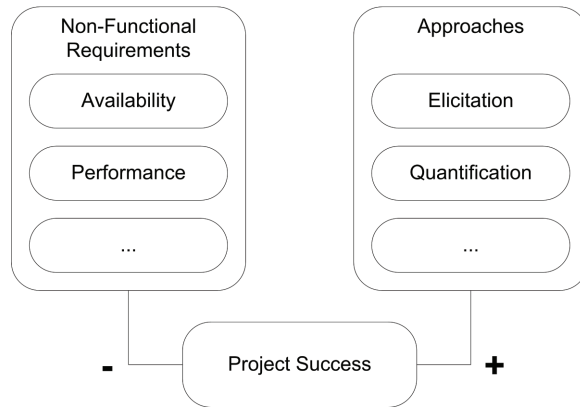 Non-Functional
Requirements
Availability
Performance
...
Approaches
Elicitation
Quantification
...
-
Project Success
+